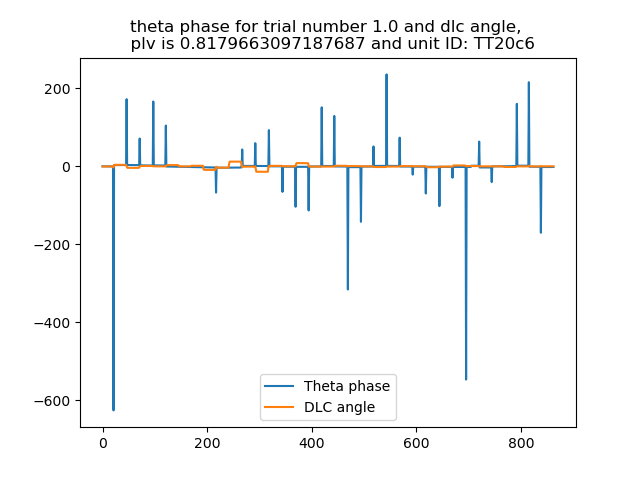 theta phase for trial number 1.0 and dlc angle,
plv is 0.8179663097187687 and unit ID: TT20c6
200
0
−200
−400
−600
Theta phase
DLC angle
0 200 400 600 800